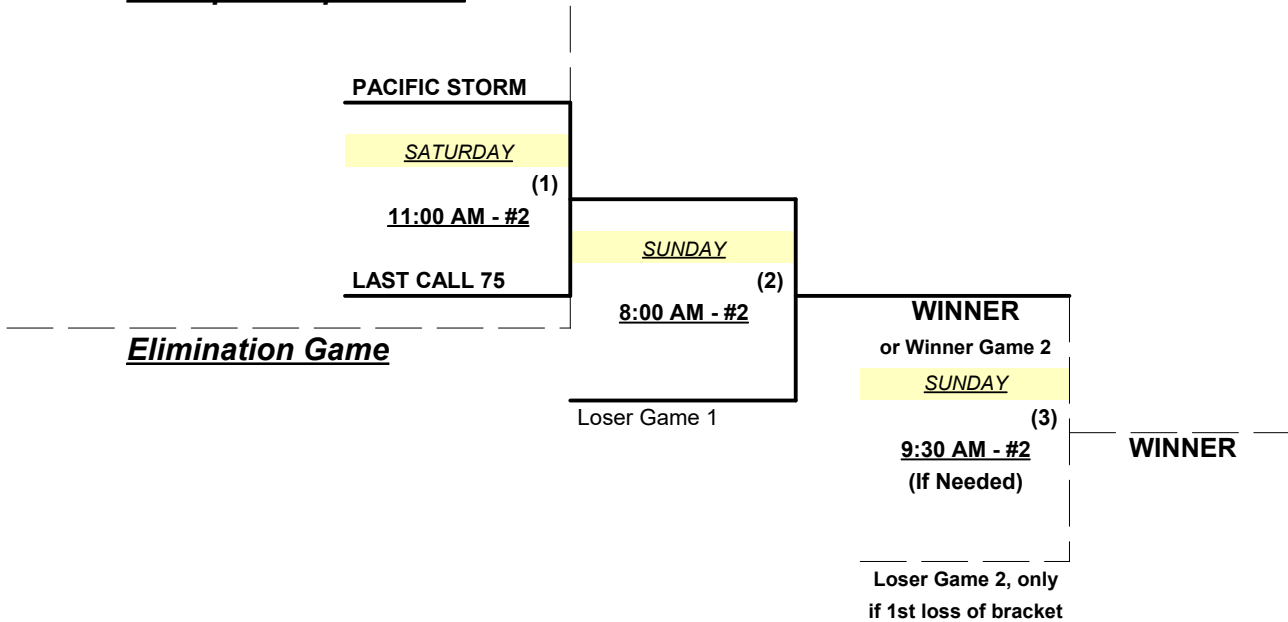 PACIFIC STORM
SATURDAY
(1)
11:00 AM - #2
LAST CALL 75
SUNDAY
(2)
8:00 AM - #2
Elimination Game
Loser Game 1
WINNER
or Winner Game 2
SUNDAY
(3)
9:30 AM - #2
(If Needed)
WINNER
Loser Game 2, only
if 1st loss of bracket